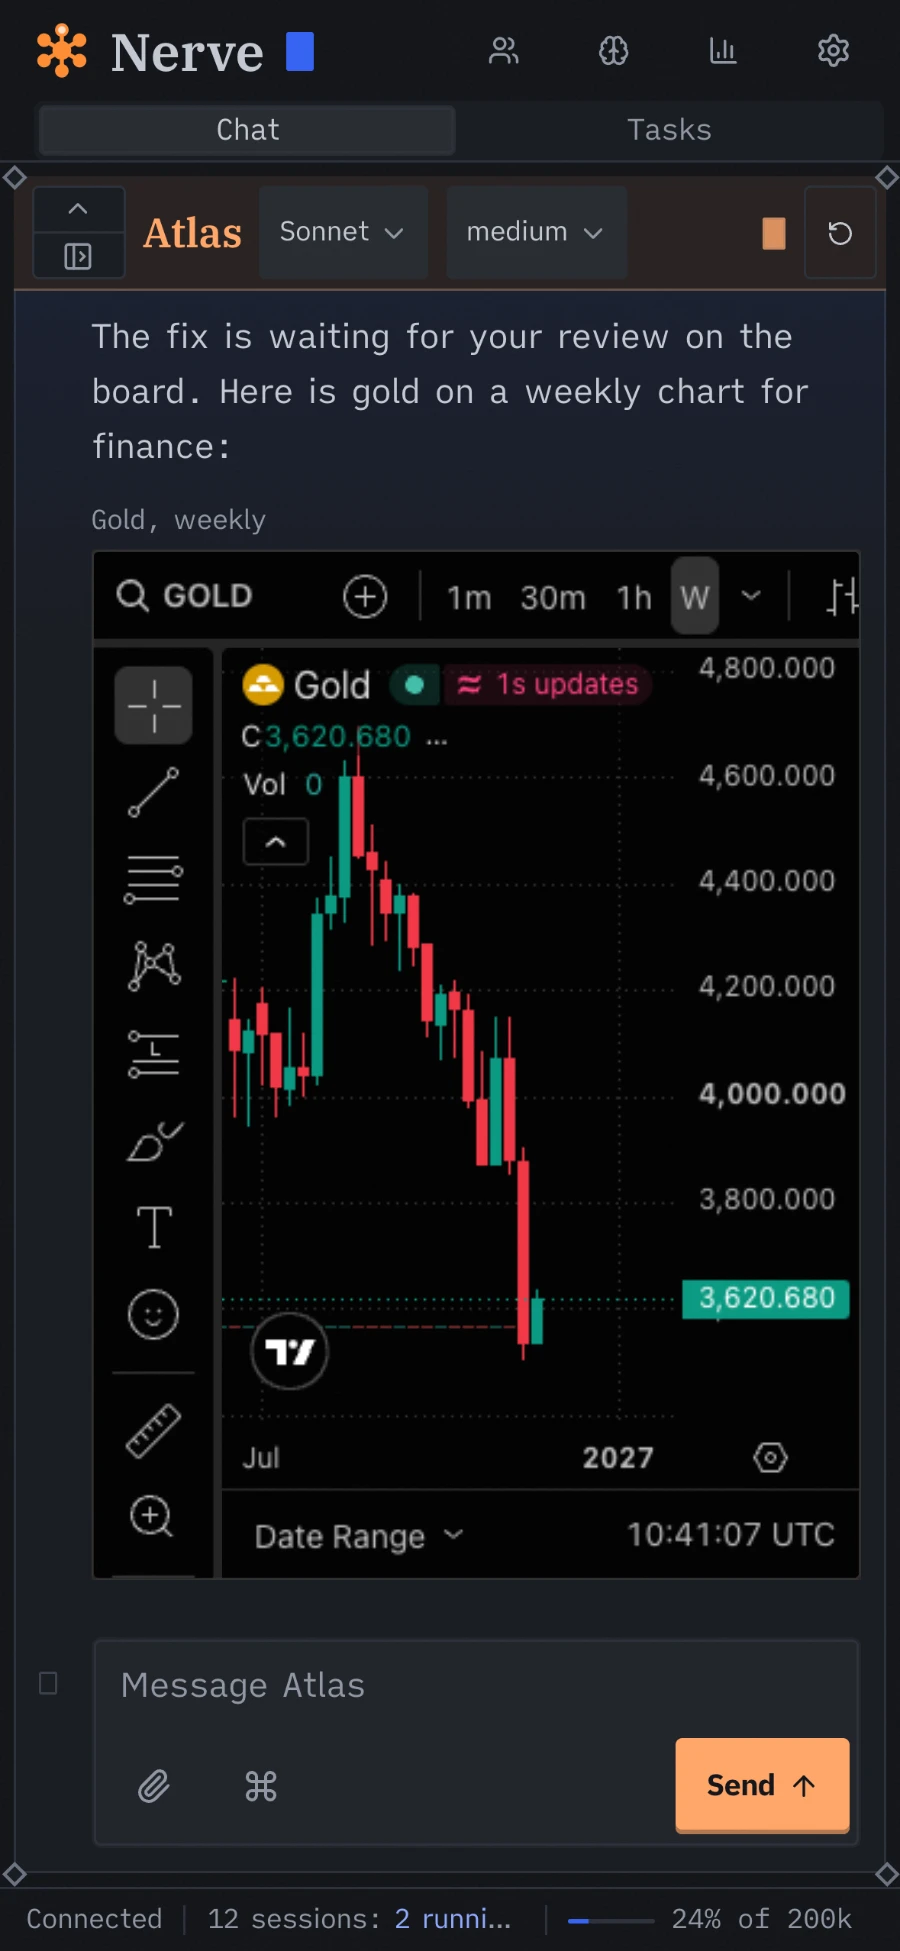 Nerve
Chat Tasks
Atlas Sonnet medium
The fix is waiting for your review on the
board. Here is gold on a weekly chart for
finance:
Gold, weekly
GOLD 1m 30m 1h W
Gold 1s updates
C3,620.680 ...
Vol 0
4,800.000
4,600.000
4,400.000
4,200.000
4,000.000
3,800.000
3,620.680
Jul 2027
Date Range 10:41:07 UTC
Message Atlas
Send
Connected 12 sessions: 2 runni... 24% of 200k